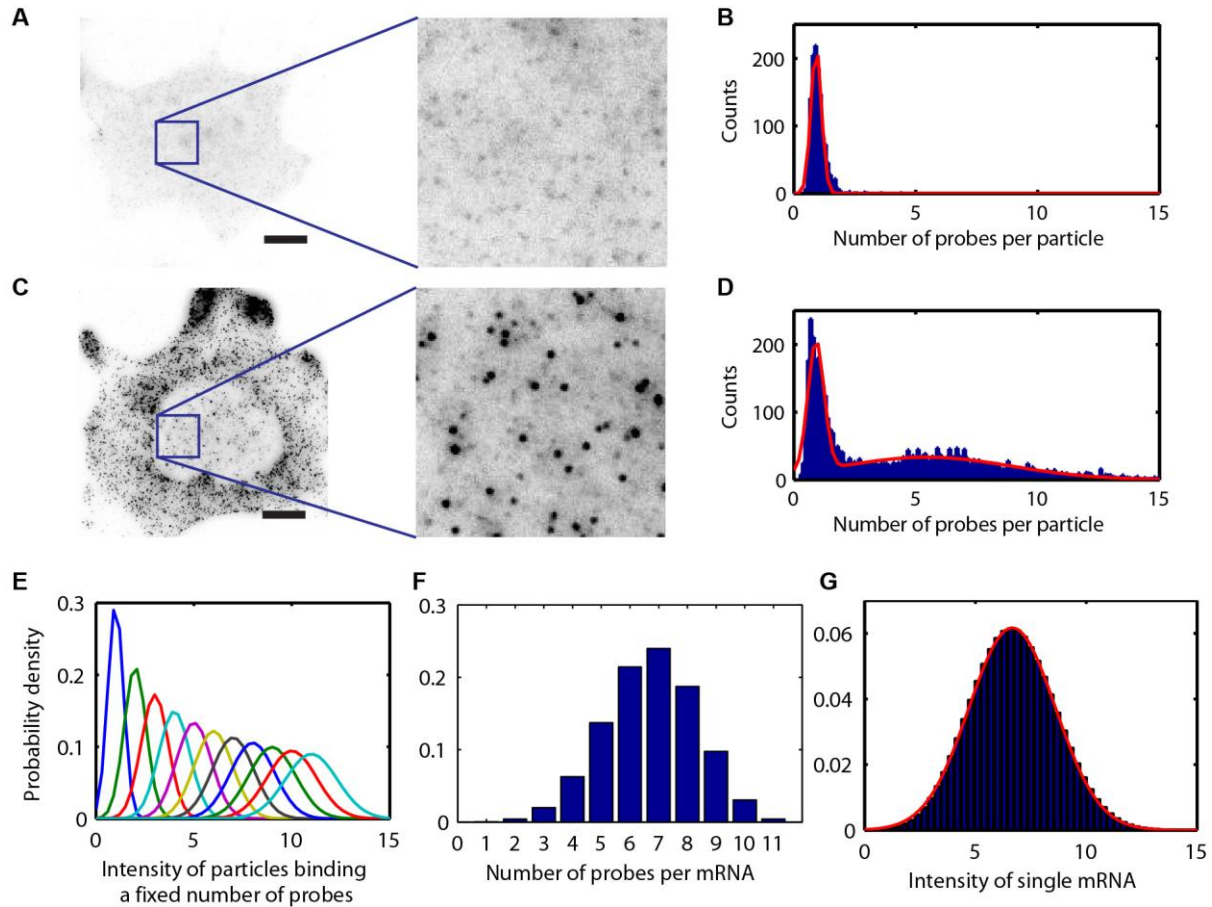 A
B
200
100
0
Counts
0 5 10 15
Number of probes per particle
C
D
200
100
0
Counts
0 5 10 15
Number of probes per particle
E
0.3
0.2
0.1
0
Probability density
0 5 10 15
Intensity of particles binding
a fixed number of probes
F
0.3
0.2
0.1
0
0 1 2 3 4 5 6 7 8 9 10 11
Number of probes per mRNA
G
0.06
0.04
0.02
0
0 5 10 15
Intensity of single mRNA